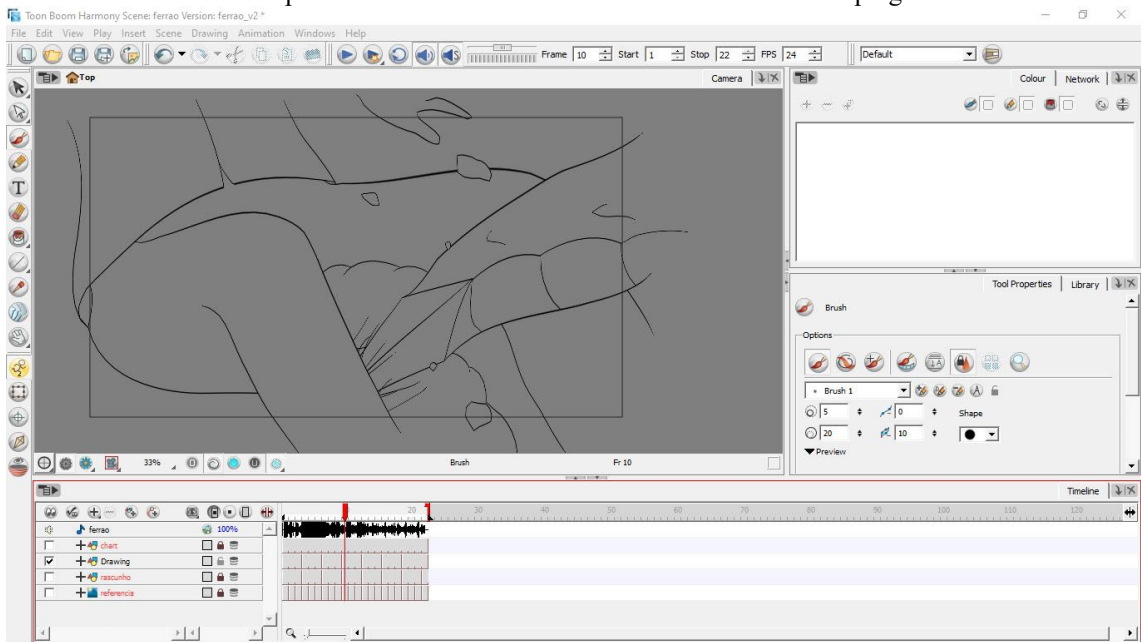 Toon Boom Harmony Scene: ferrao Version: ferrao_v2 *
File Edit View Play Insert Scene Drawing Animation Windows Help
Frame 10 Start 1 Stop 22 FPS 24 Default
Top Camera
Colour Network
33% Brush Fr 10
Tool Properties Library
Brush
Options
Brush 1
5 0 Shape
20 10
Preview
Timeline
20 30 40 50 60 70 80 90 100 110 120
ferrao 100%
chart
Drawing
rascunho
referencia